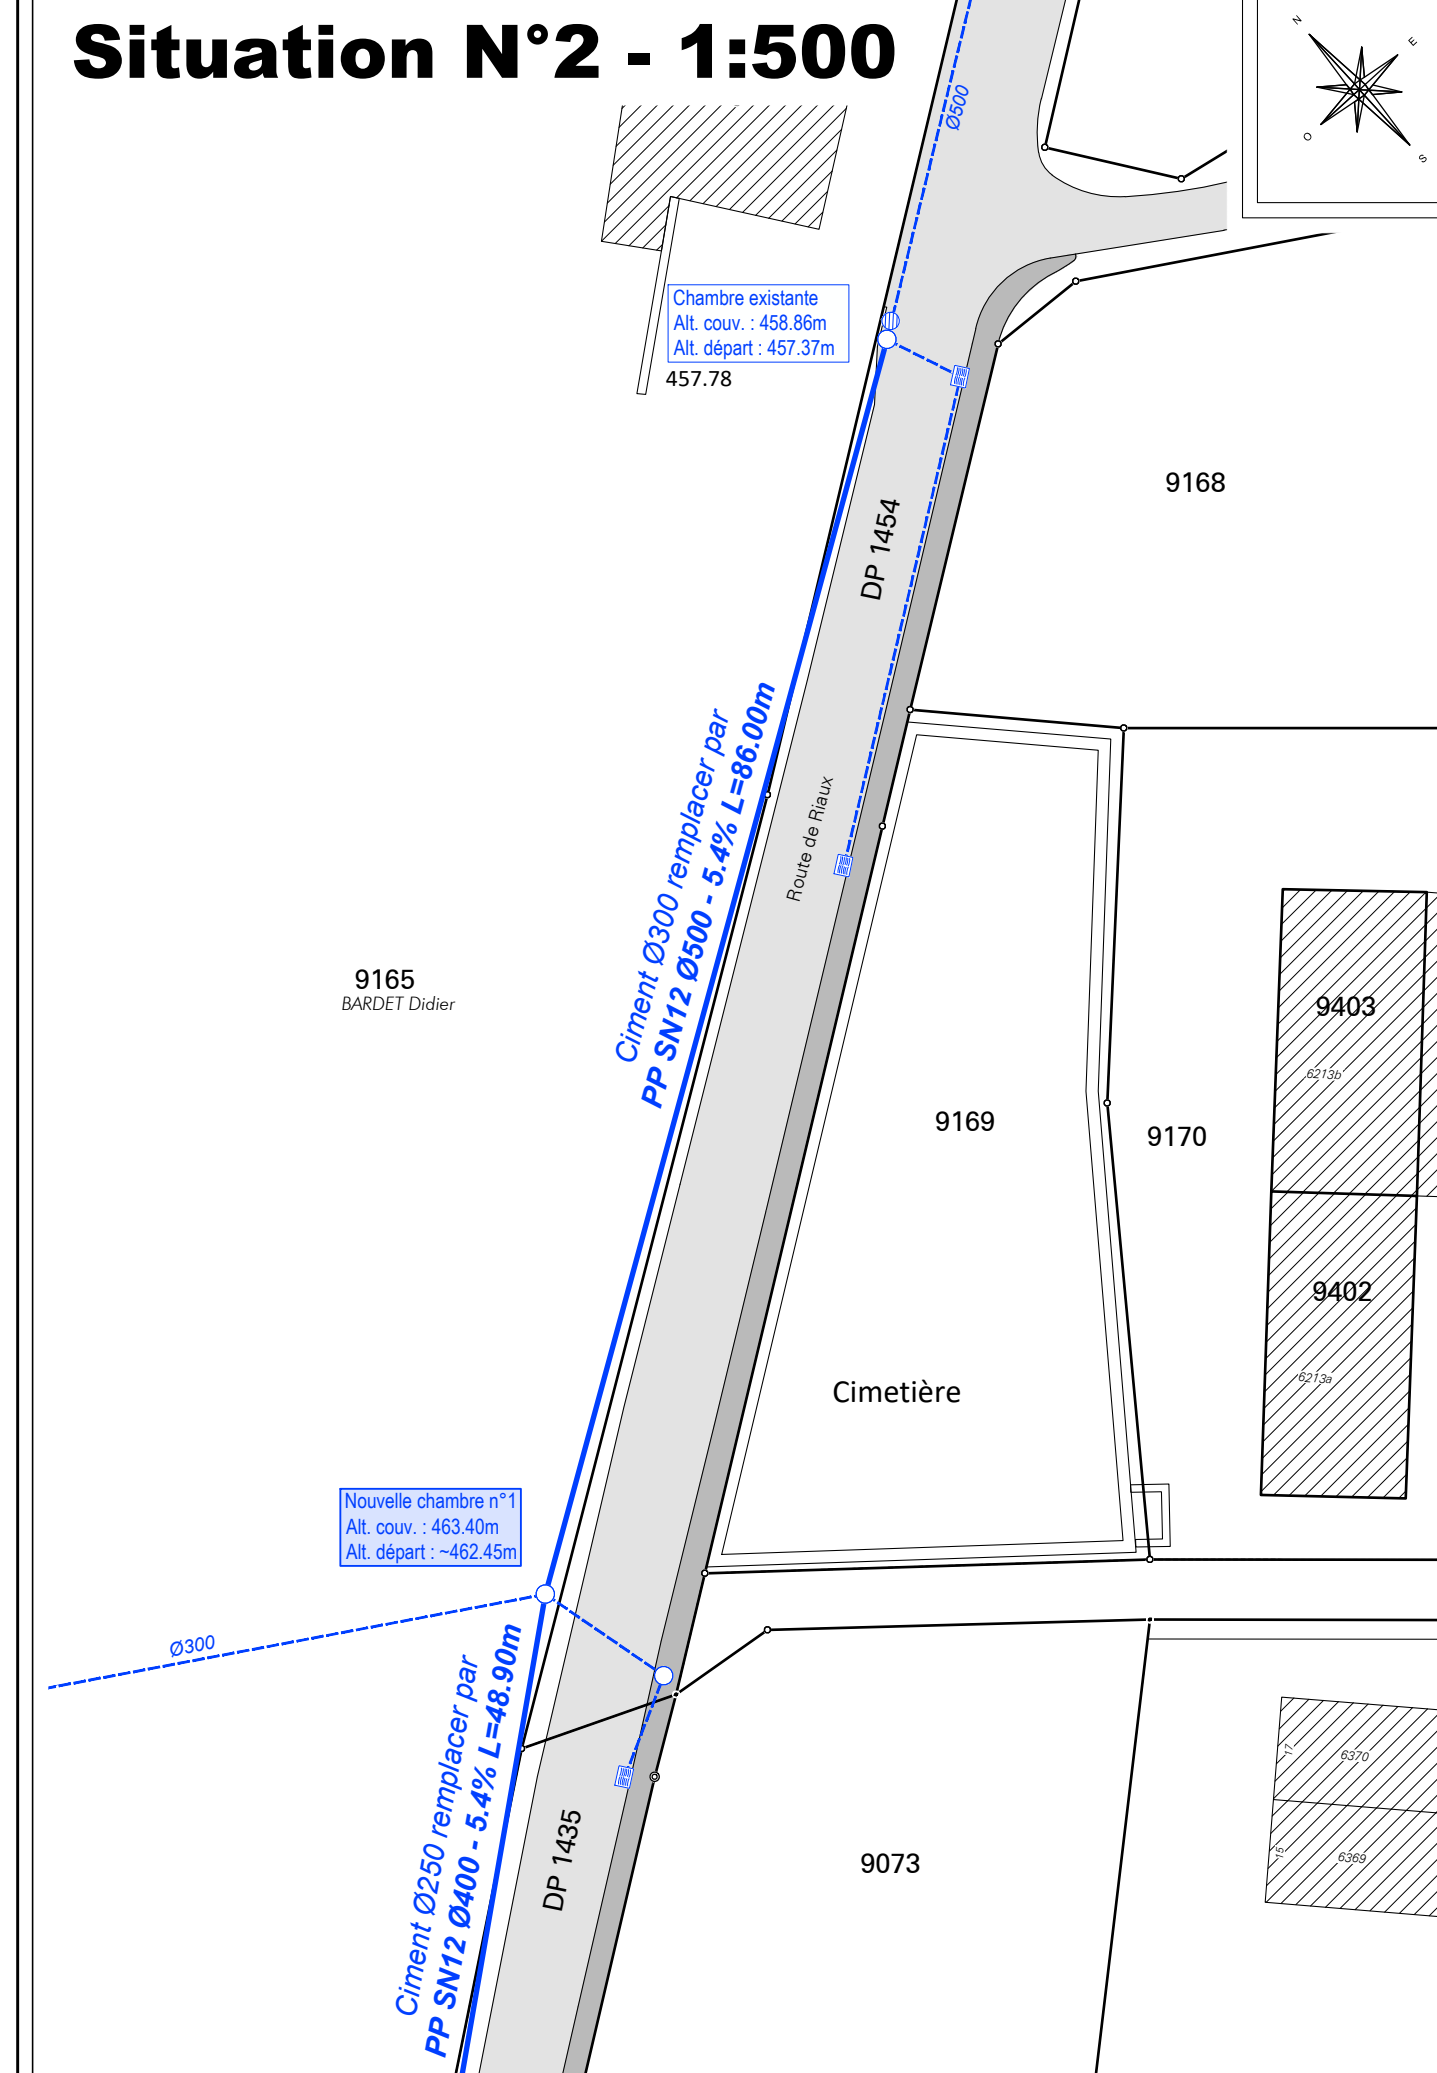 Situation N°2 - 1:500
N
E
O
S
Ø500
Chambre existante
Alt. couv. : 458.86m
Alt. départ : 457.37m
457.78
9168
DP 1454
Ciment Ø300 remplacer par
PP SN12 Ø500 - 5.4% L=86.00m
Route de Riaux
9165
BARDET Didier
9403
6213b
9169
9170
9402
6213a
Cimetière
Nouvelle chambre n°1
Alt. couv. : 463.40m
Alt. départ : ~462.45m
Ø300
Ciment Ø250 remplacer par
PP SN12 Ø400 - 5.4% L=48.90m
DP 1435
9073
17
6370
15
6369